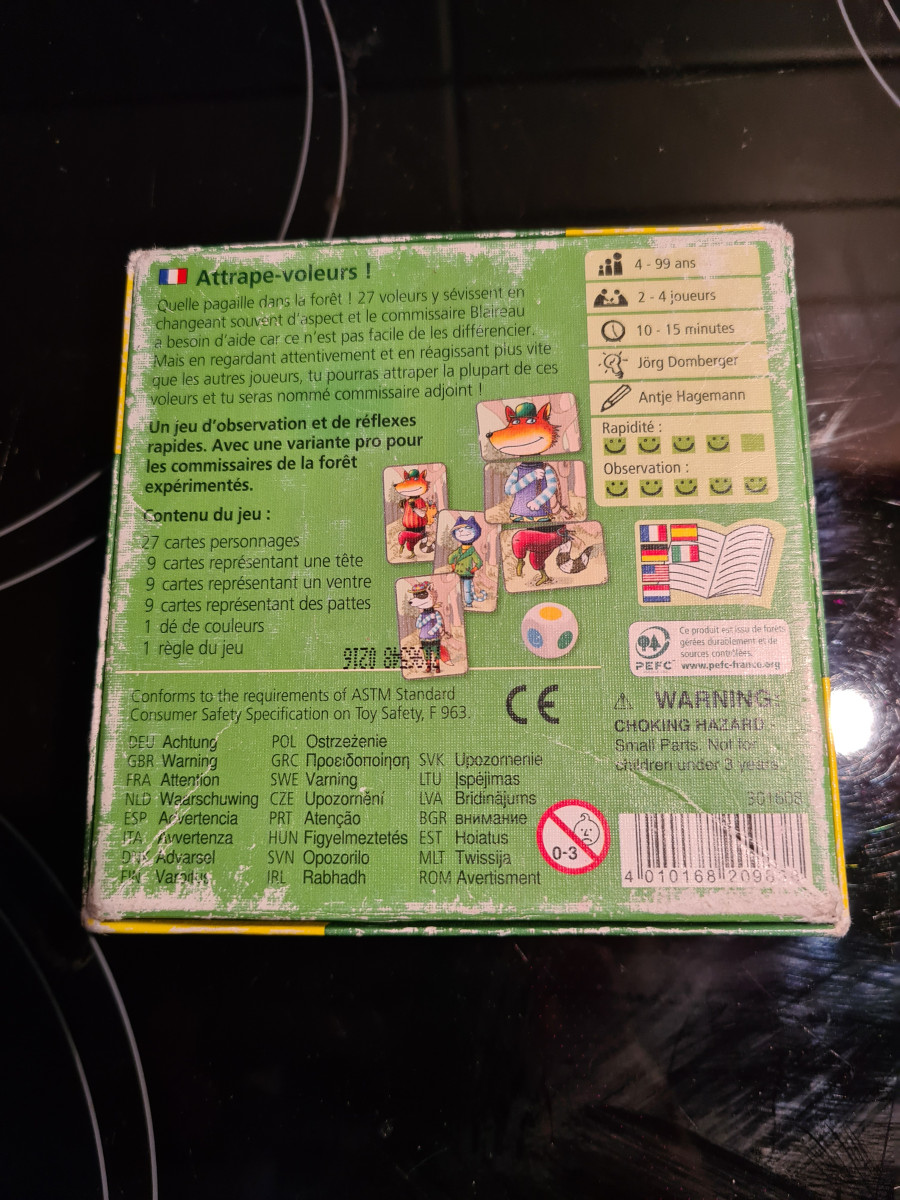 Attrape-voleurs !
Quelle pagaille dans la forêt ! 27 voleurs y sévissent en
changeant souvent d'aspect et le commissaire Blaireau
a besoin d'aide car ce n'est pas facile de les différencier.
Mais en regardant attentivement et en réagissant plus vite
que les autres joueurs, tu pourras attraper la plupart de ces
voleurs et tu seras nommé commissaire adjoint !
Un jeu d'observation et de réflexes
rapides. Avec une variante pro pour
les commissaires de la forêt
expérimentés.
Contenu du jeu :
27 cartes personnages
9 cartes représentant une tête
9 cartes représentant un ventre
9 cartes représentant des pattes
1 dé de couleurs
1 règle du jeu
4 - 99 ans
2 - 4 joueurs
10 - 15 minutes
Jörg Domberger
Antje Hagemann
Rapidité :
Observation :
PEFC
Ce produit est issu de forêts
gérées durablement et de
sources contrôlées.
www.pefc-france.org
Conforms to the requirements of ASTM Standard
Consumer Safety Specification on Toy Safety, F 963.
CE
WARNING:
CHOKING HAZARD -
Small Parts. Not for
children under 3 years.
DEU Achtung
GBR Warning
FRA Attention
NLD Waarschuwing
ESP Advertencia
ITA Avvertenza
DNK Advarsel
FIN Varoitus
POL Ostrzeżenie
GRC Προειδοποίηση
SWE Varning
CZE Upozornění
PRT Atenção
HUN Figyelmeztetés
SVN Opozorilo
IRL Rabhadh
SVK Upozornenie
LTU Įspėjimas
LVA Brīdinājums
BGR внимание
EST Hoiatus
MLT Twissija
ROM Avertisment
0-3
301608
4 010168 209